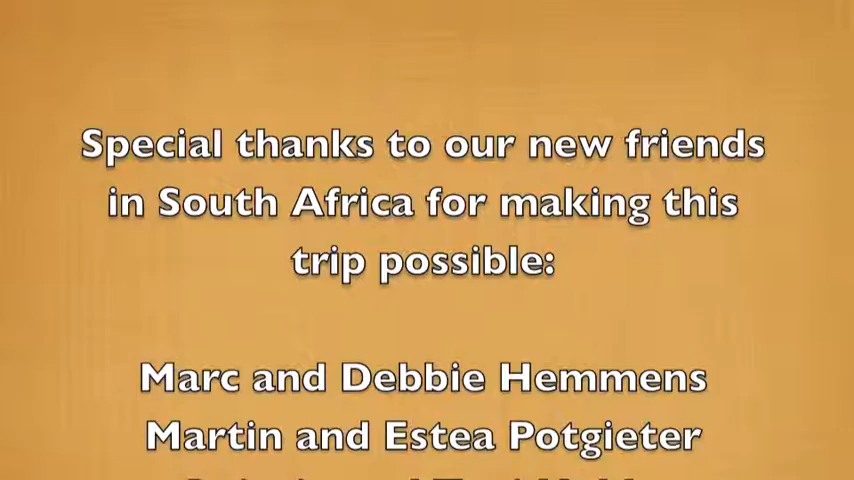 Special thanks to our new friends
in South Africa for making this
trip possible:
Marc and Debbie Hemmens
Martin and Estea Potgieter